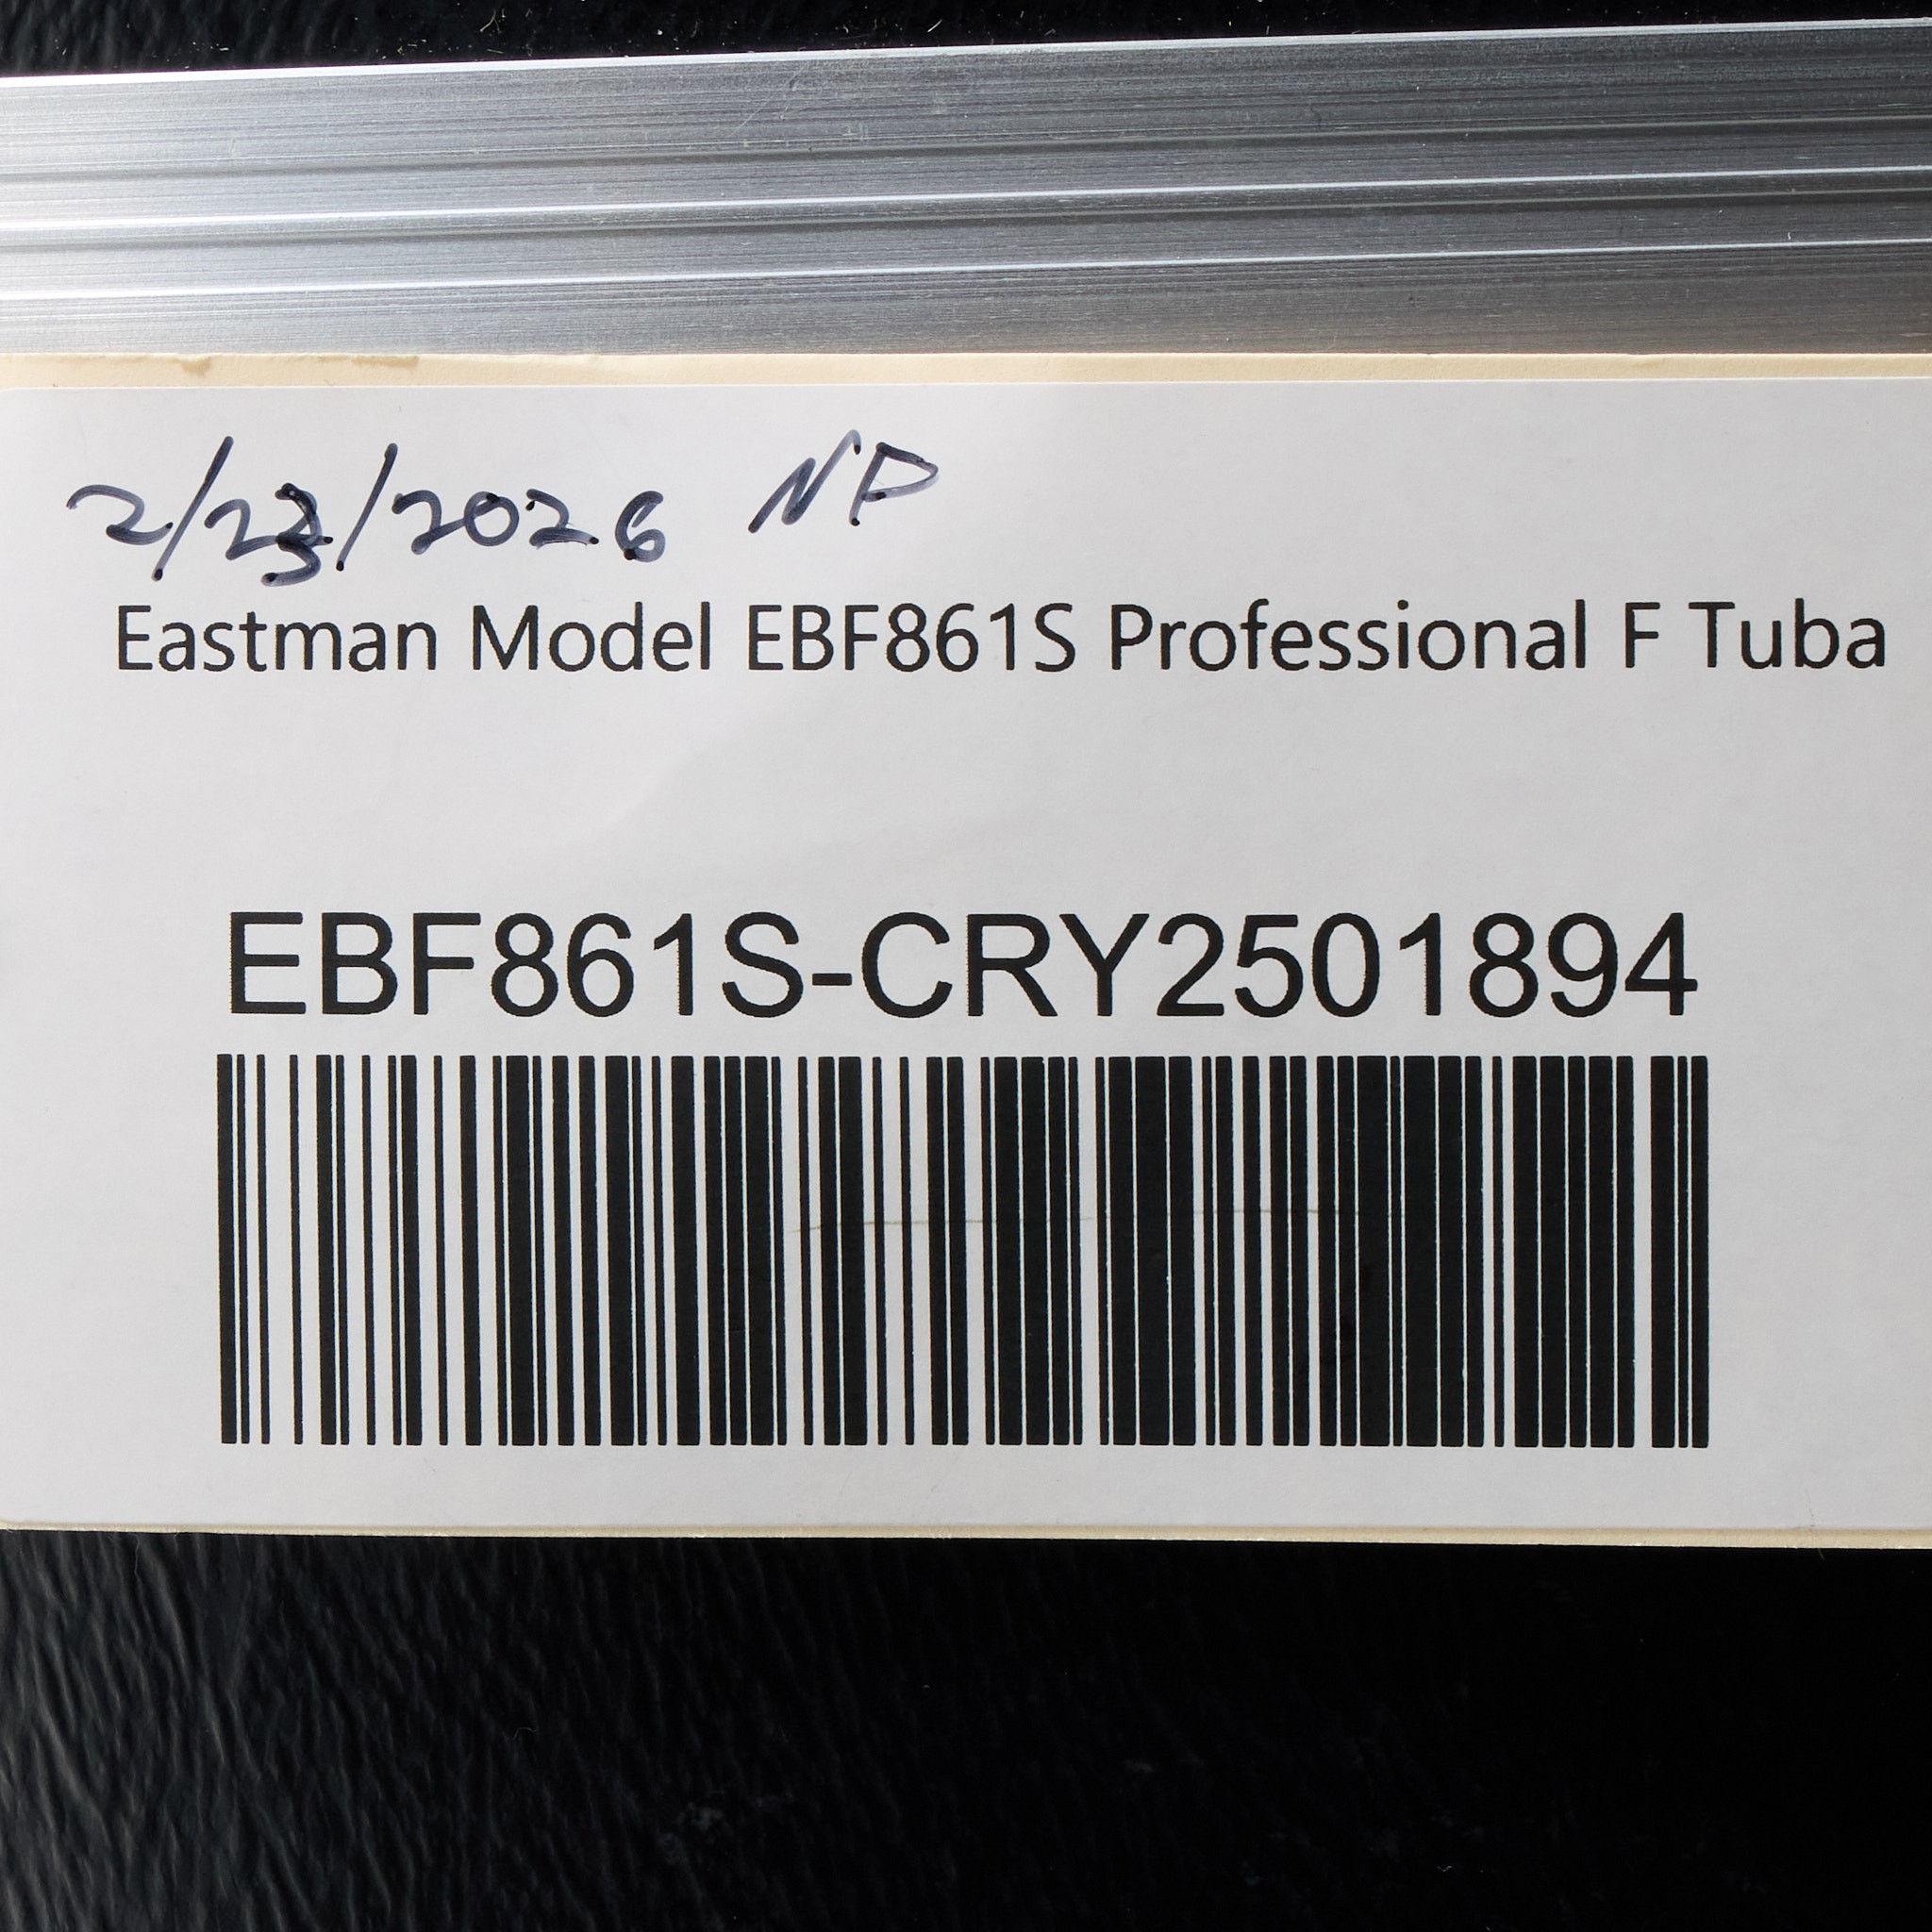 2/23/2026 NP
Eastman Model EBF861S Professional F Tuba
EBF861S-CRY2501894